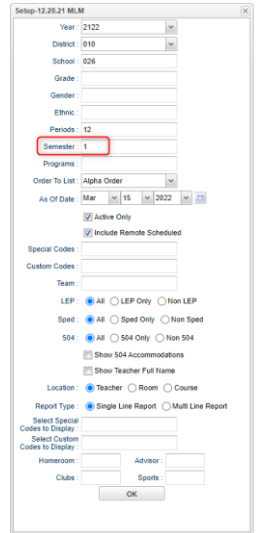 Setup-12.28.21 MLM
Year : 2122
District : 010
School : 026
Grade :
Gender :
Ethnic :
Periods : 12
Semester : 1
Programs :
Order To List : Alpha Order
As Of Date : Mar 15 2022
Active Only
Include Remote Scheduled
Special Codes :
Custom Codes :
Team :
LEP : All LEP Only Non LEP
Sped : All Sped Only Non Sped
504 : All 504 Only Non 504
Show 504 Accommodations
Show Teacher Full Name
Location : Teacher Room Course
Report Type : Single Line Report Multi Line Report
Select Special
Codes to Display :
Select Custom
Codes to Display :
Homeroom : Advisor :
Clubs : Sports :
OK